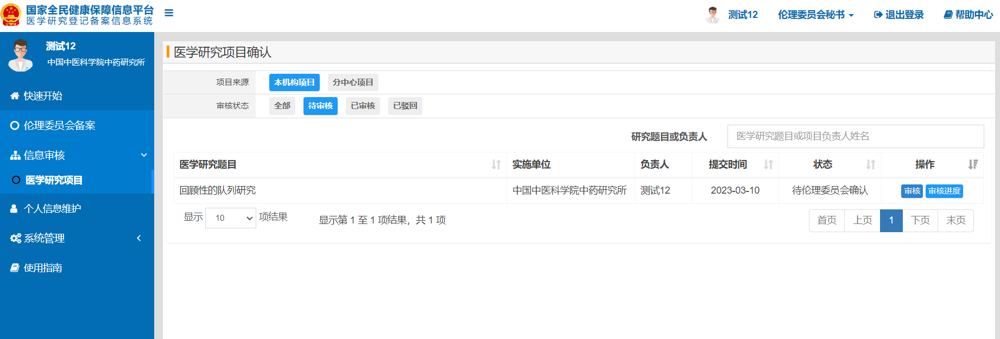 国家全民健康保障信息平台
医学研究登记备案信息系统
测试12
伦理委员会秘书
退出登录
帮助中心
测试12
中国中医科学院中药研究所
快速开始
伦理委员会备案
信息审核
医学研究项目
个人信息维护
系统管理
使用指南
医学研究项目确认
项目来源 本机构项目 分中心项目
审核状态 全部 待审核 已审核 已驳回
研究题目或负责人 医学研究题目或项目负责人姓名
医学研究题目 实施单位 负责人 提交时间 状态 操作
回顾性的队列研究 中国中医科学院中药研究所 测试12 2023-03-10 待伦理委员会确认 审核 审核进度
显示 10 项结果 显示第 1 至 1 项结果，共 1 项 首页 上页 1 下页 末页